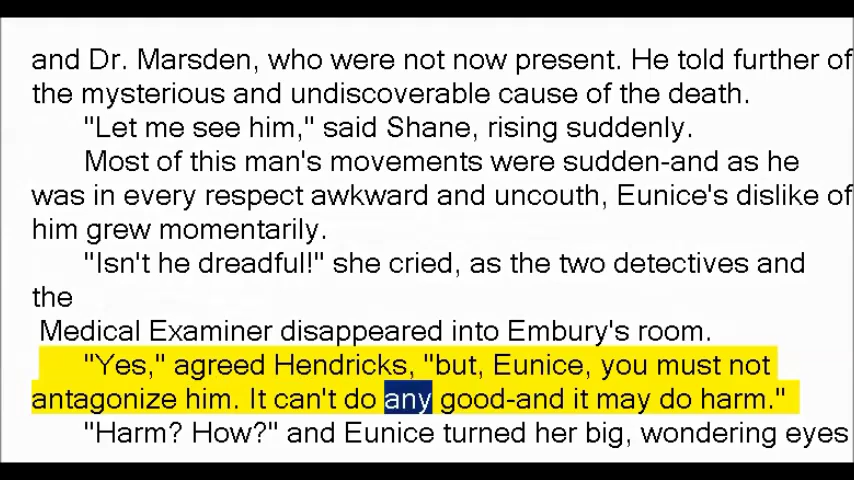 and Dr. Marsden, who were not now present. He told further of
the mysterious and undiscoverable cause of the death.
"Let me see him," said Shane, rising suddenly.
Most of this man's movements were sudden-and as he
was in every respect awkward and uncouth, Eunice's dislike of
him grew momentarily.
"Isn't he dreadful!" she cried, as the two detectives and
the
Medical Examiner disappeared into Embury's room.
"Yes," agreed Hendricks, "but, Eunice, you must not
antagonize him. It can't do any good-and it may do harm."
"Harm? How?" and Eunice turned her big, wondering eyes